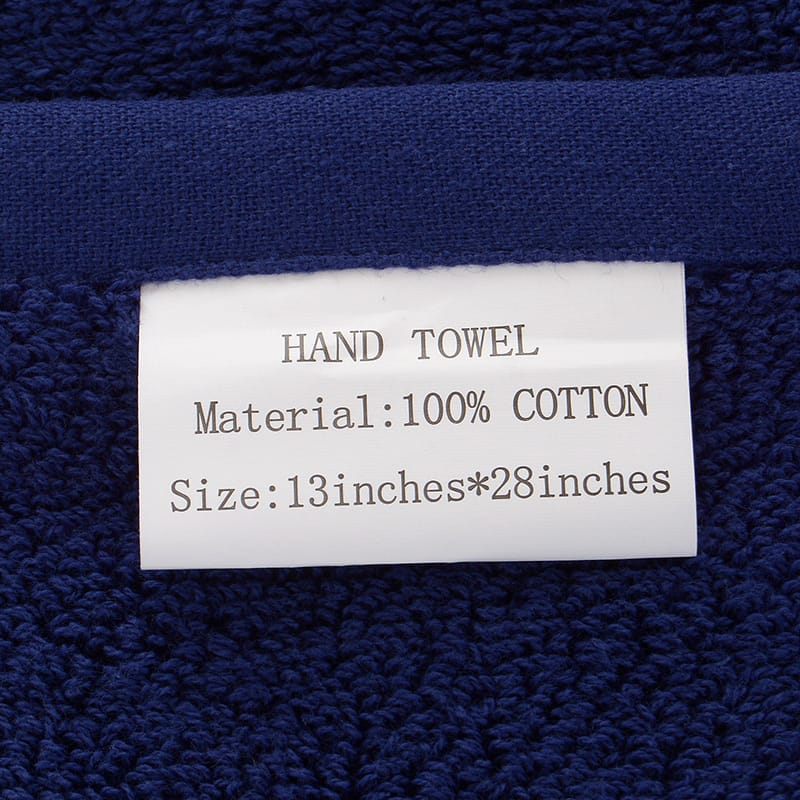 HAND TOWEL
Material:100% COTTON
Size:13inches*28inches